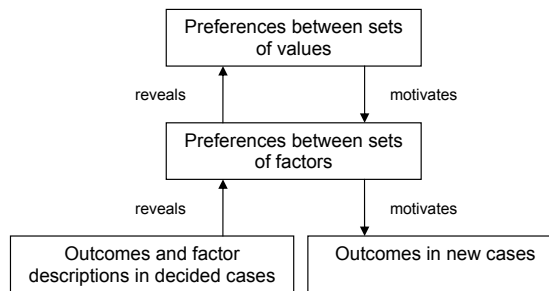 Preferences between sets
of values
reveals
motivates
Preferences between sets
of factors
reveals
motivates
Outcomes and factor
descriptions in decided cases
Outcomes in new cases